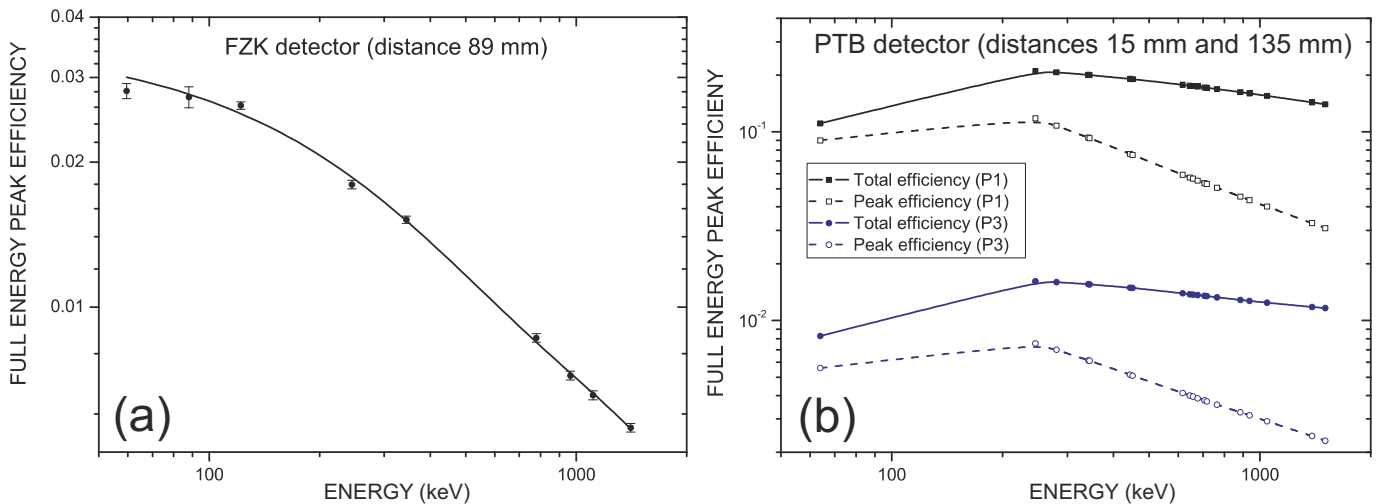 FZK detector (distance 89 mm)
FULL ENERGY PEAK EFFICIENCY
0.04
0.03
0.02
0.01
(a)
100
1000
ENERGY (keV)
PTB detector (distances 15 mm and 135 mm)
FULL ENERGY PEAK EFFICIENY
10-1
10-2
Total efficiency (P1)
Peak efficiency (P1)
Total efficiency (P3)
Peak efficiency (P3)
(b)
100
1000
ENERGY (keV)